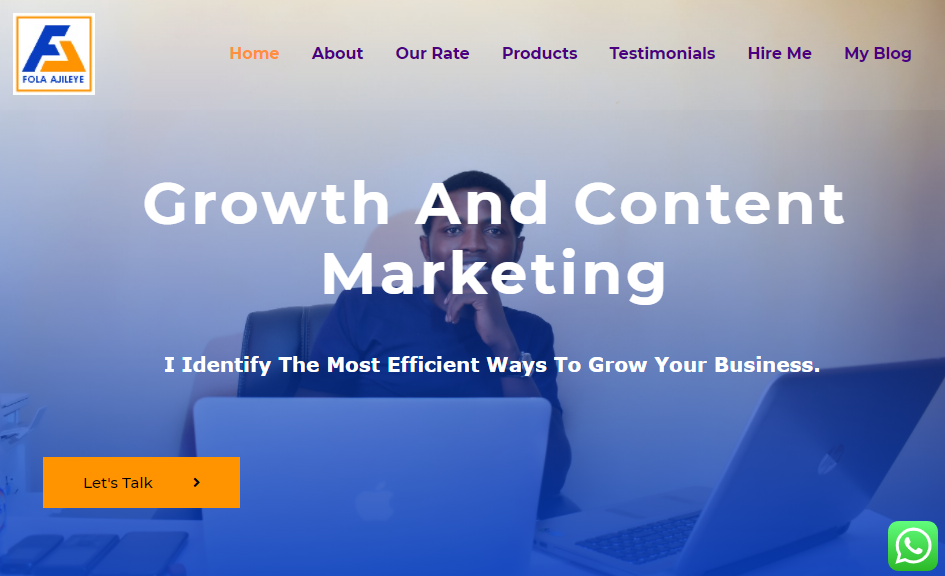 FOLA AJILEYE
Home About Our Rate Products Testimonials Hire Me My Blog
Growth And Content
Marketing
I Identify The Most Efficient Ways To Grow Your Business.
Let's Talk